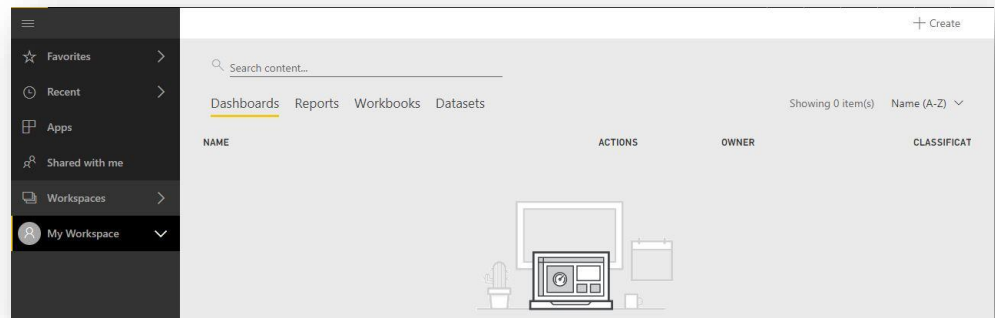 + Create
Favorites
Recent
Apps
Shared with me
Workspaces
My Workspace
Search content...
Dashboards Reports Workbooks Datasets
Showing 0 item(s) Name (A-Z)
NAME ACTIONS OWNER CLASSIFICAT